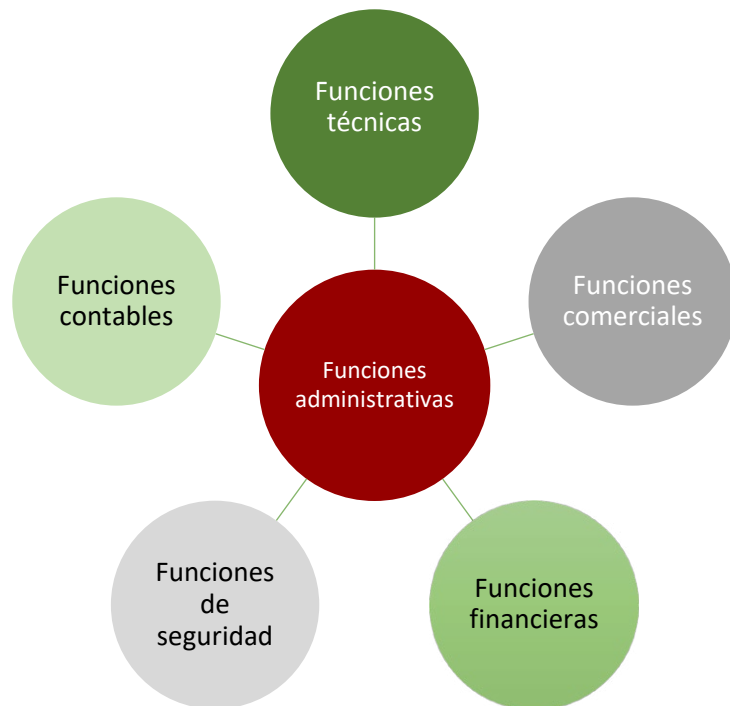 Funciones
técnicas
Funciones
contables
Funciones
comerciales
Funciones
administrativas
Funciones
de
seguridad
Funciones
financieras